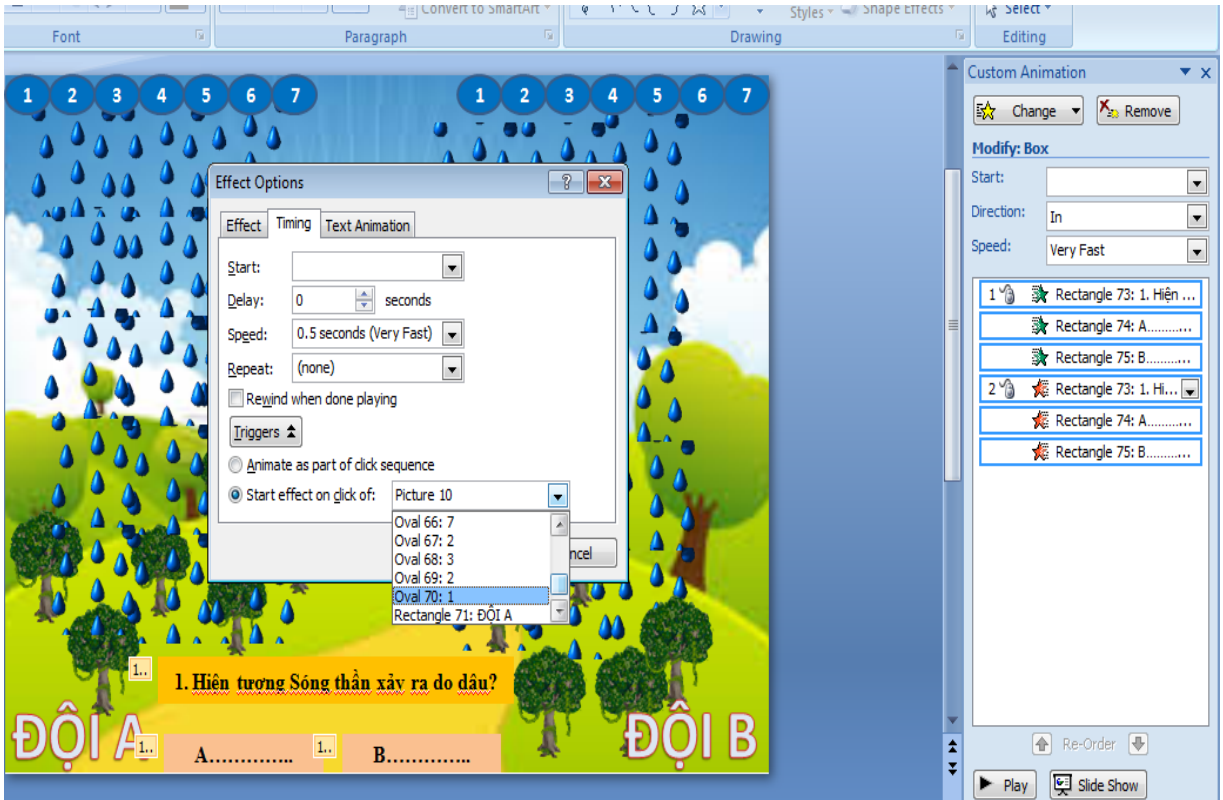 Convert to SmartArt
Styles
Shape Effects
Select
Font
Paragraph
Drawing
Editing
1 2 3 4 5 6 7
1 2 3 4 5 6 7
Effect Options
Effect Timing Text Animation
Start:
Delay: 0 seconds
Speed: 0.5 seconds (Very Fast)
Repeat: (none)
Rewind when done playing
Triggers
Animate as part of click sequence
Start effect on click of: Picture 10
Oval 66: 7
Oval 67: 2
Oval 68: 3
Oval 69: 2
Oval 70: 1
Rectangle 71: ĐỘI A
ncel
1..
1. Hiện tượng Sóng thần xảy ra do dâu?
ĐỘI A
1..
A…………..
1..
B…………..
ĐỘI B
Custom Animation
Change
Remove
Modify: Box
Start:
Direction: In
Speed: Very Fast
1 Rectangle 73: 1. Hiện ...
Rectangle 74: A............
Rectangle 75: B............
2 Rectangle 73: 1. Hi...
Rectangle 74: A............
Rectangle 75: B............
Re-Order
Play
Slide Show